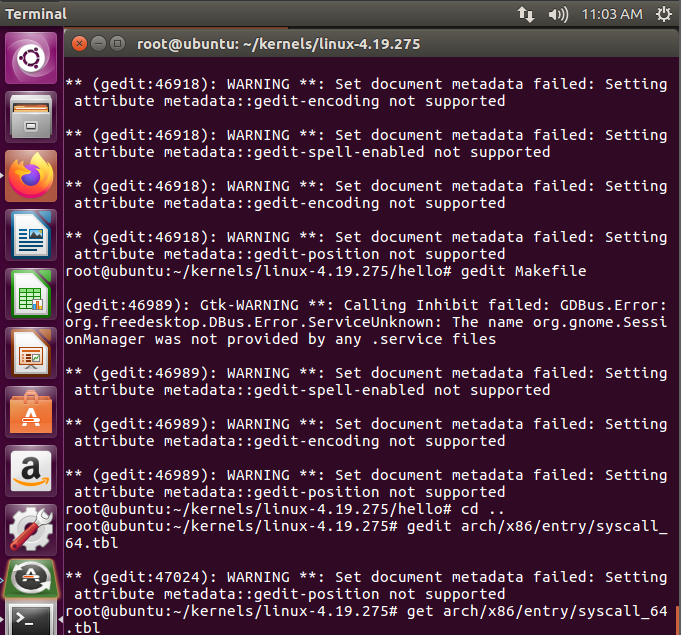 Terminal
11:03 AM
root@ubuntu: ~/kernels/linux-4.19.275
** (gedit:46918): WARNING **: Set document metadata failed: Setting
 attribute metadata::gedit-encoding not supported
** (gedit:46918): WARNING **: Set document metadata failed: Setting
 attribute metadata::gedit-spell-enabled not supported
** (gedit:46918): WARNING **: Set document metadata failed: Setting
 attribute metadata::gedit-encoding not supported
** (gedit:46918): WARNING **: Set document metadata failed: Setting
 attribute metadata::gedit-position not supported
root@ubuntu:~/kernels/linux-4.19.275/hello# gedit Makefile
(gedit:46989): Gtk-WARNING **: Calling Inhibit failed: GDBus.Error:
org.freedesktop.DBus.Error.ServiceUnknown: The name org.gnome.Sessi
onManager was not provided by any .service files
** (gedit:46989): WARNING **: Set document metadata failed: Setting
 attribute metadata::gedit-spell-enabled not supported
** (gedit:46989): WARNING **: Set document metadata failed: Setting
 attribute metadata::gedit-encoding not supported
** (gedit:46989): WARNING **: Set document metadata failed: Setting
 attribute metadata::gedit-position not supported
root@ubuntu:~/kernels/linux-4.19.275/hello# cd ..
root@ubuntu:~/kernels/linux-4.19.275# gedit arch/x86/entry/syscall_
64.tbl
** (gedit:47024): WARNING **: Set document metadata failed: Setting
 attribute metadata::gedit-position not supported
root@ubuntu:~/kernels/linux-4.19.275# get arch/x86/entry/syscall_64
.tbl